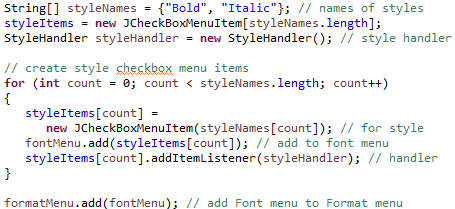 String[] styleNames = {"Bold", "Italic"}; // names of styles
styleItems = new JCheckBoxMenuItem[styleNames.length];
StyleHandler styleHandler = new StyleHandler(); // style handler

// create style checkbox menu items
for (int count = 0; count < styleNames.length; count++)
{
   styleItems[count] =
      new JCheckBoxMenuItem(styleNames[count]); // for style
   fontMenu.add(styleItems[count]); // add to font menu
   styleItems[count].addItemListener(styleHandler); // handler
}

formatMenu.add(fontMenu); // add Font menu to Format menu